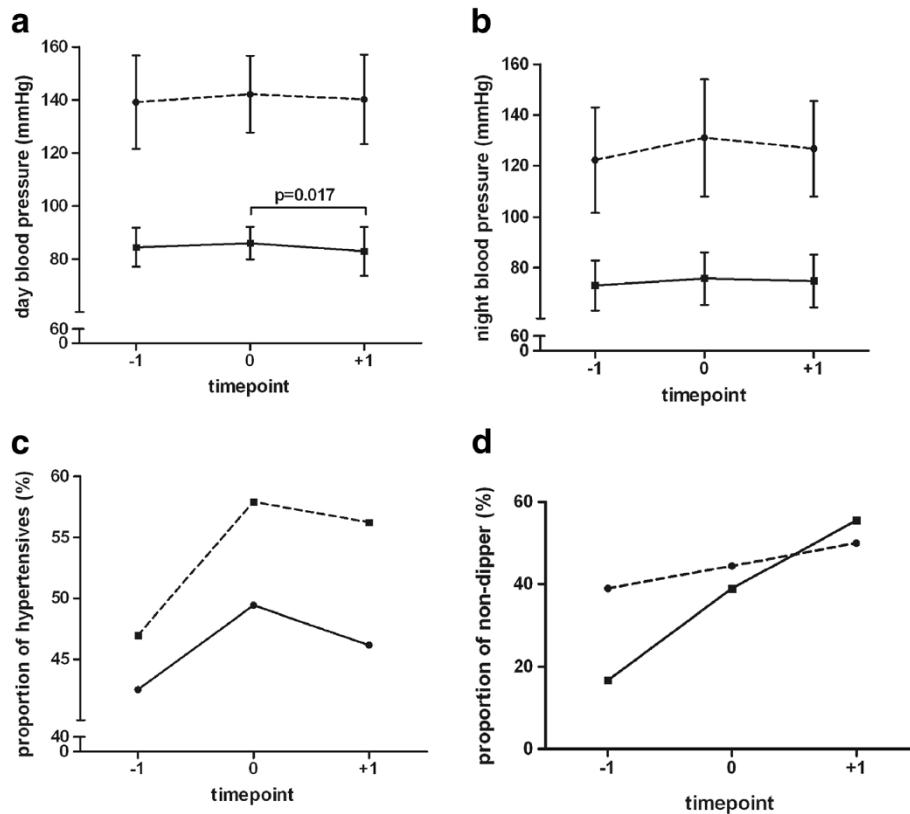 a
day blood pressure (mmHg)
160
140
120
100
80
60
0
p=0.017
-1 0 +1
timepoint
b
night blood pressure (mmHg)
160
140
120
100
80
60
0
-1 0 +1
timepoint
c
proportion of hypertensives (%)
60
55
50
45
40
0
-1 0 +1
timepoint
d
proportion of non-dipper (%)
60
40
20
0
-1 0 +1
timepoint